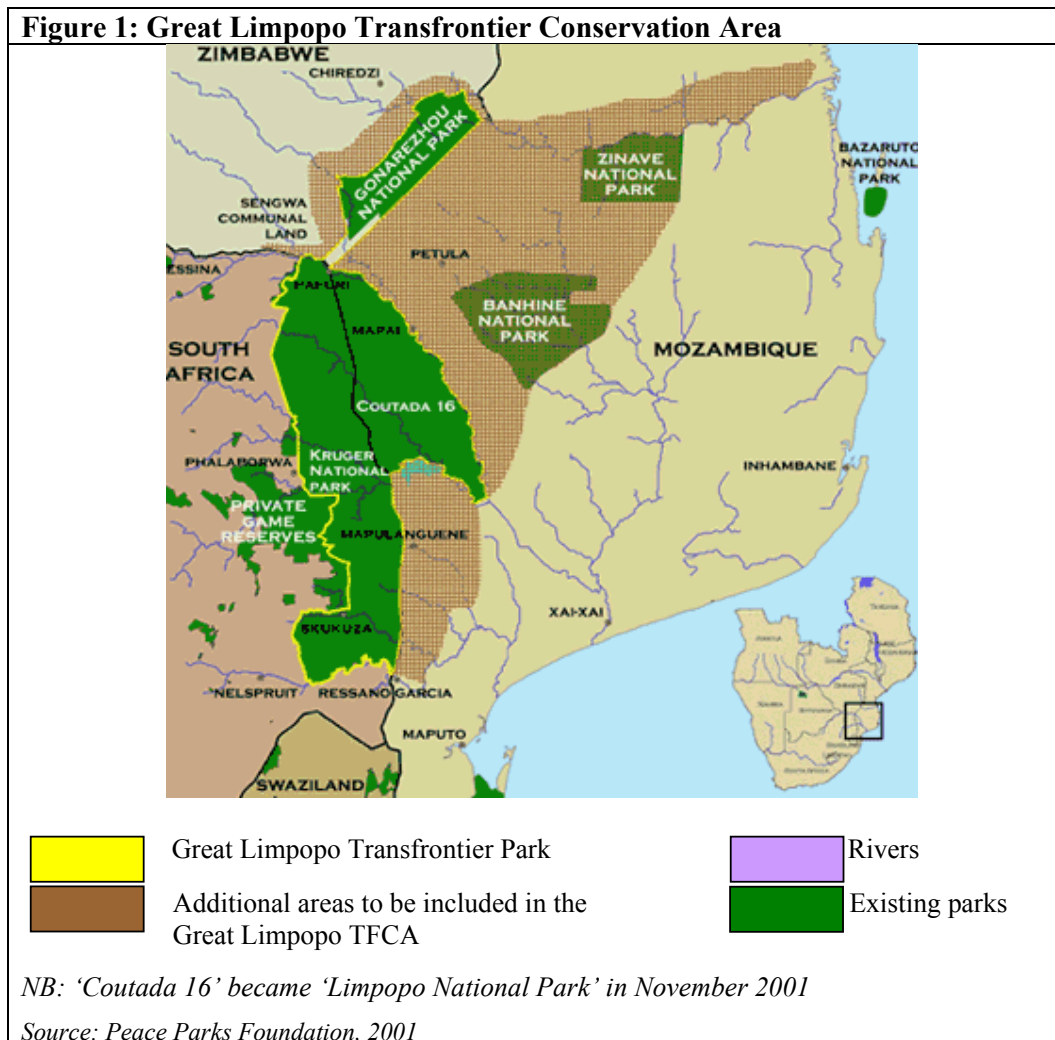 Figure 1: Great Limpopo Transfrontier Conservation Area
ZIMBABWE
CHIREDZI
GONAREZHOU
NATIONAL PARK
ZINAVE
NATIONAL
PARK
BAZARUTO
NATIONAL
PARK
SENGWA
COMMUNAL
LAND
PETULA
ESSINA
PAFURI
MAPAI
BANHINE
NATIONAL
PARK
SOUTH
AFRICA
MOZAMBIQUE
COUTADA 16
PHALABORWA
KRUGER
NATIONAL
PARK
INHAMBANE
PRIVATE
GAME
RESERVES
MAPULANGUENE
XAI-XAI
SKUKUZA
NELSPRUIT
RESSANO GARCIA
MAPUTO
SWAZILAND
Great Limpopo Transfrontier Park
Rivers
Additional areas to be included in the
Great Limpopo TFCA
Existing parks
NB: ‘Coutada 16’ became ‘Limpopo National Park’ in November 2001
Source: Peace Parks Foundation, 2001